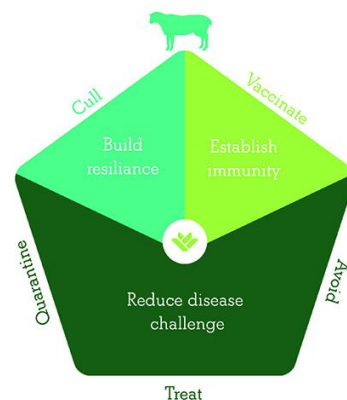 Cull
Vaccinate
Build
resiliance
Establish
immunity
Quarantine
Avoid
Reduce disease
challenge
Treat